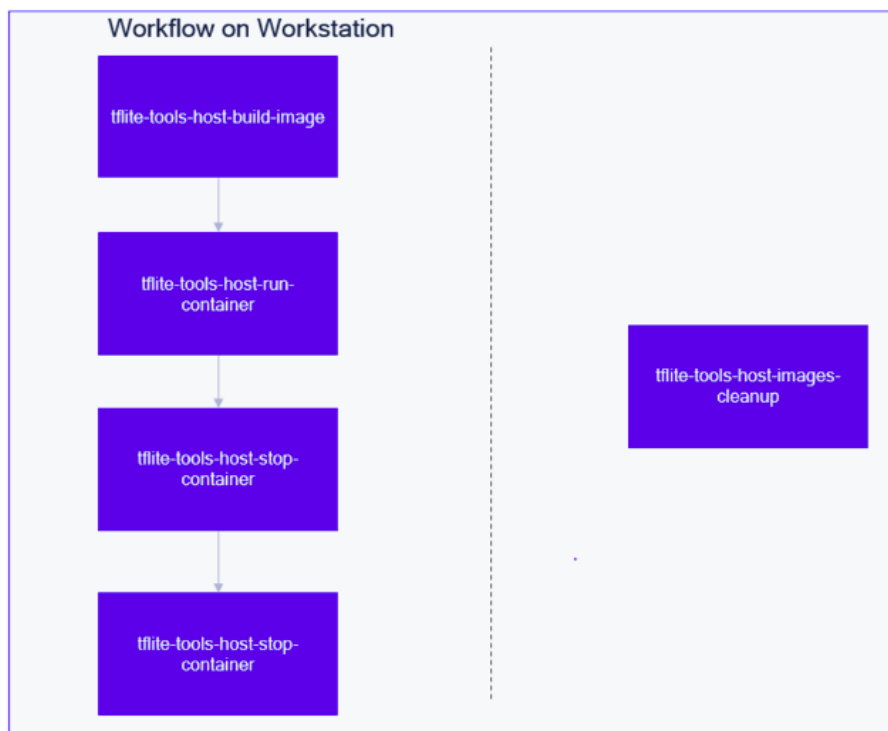 Workflow on Workstation
tflite-tools-host-build-image
tflite-tools-host-run-
container
tflite-tools-host-stop-
container
tflite-tools-host-stop-
container
tflite-tools-host-images-
cleanup